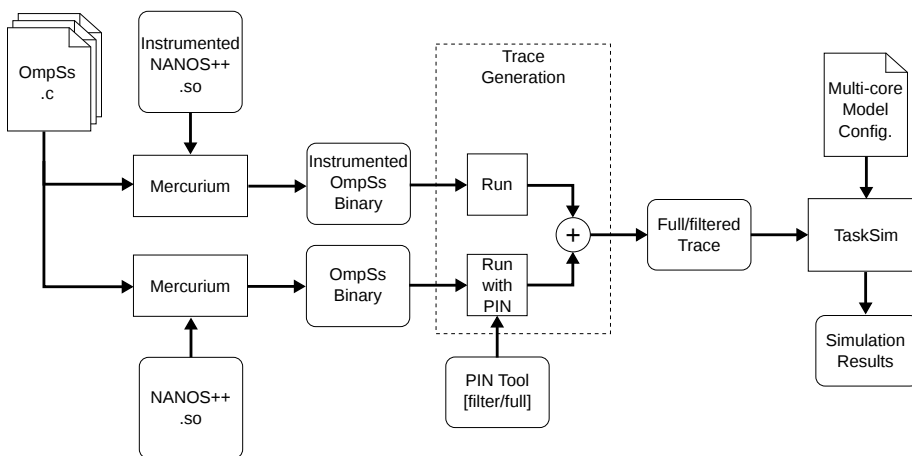 OmpSs
.c
Instrumented
NANOS++
.so
Trace
Generation
Multi-core
Model
Config.
Mercurium
Instrumented
OmpSs
Binary
Run
+
Full/filtered
Trace
TaskSim
Mercurium
OmpSs
Binary
Run
with
PIN
NANOS++
.so
PIN Tool
[filter/full]
Simulation
Results